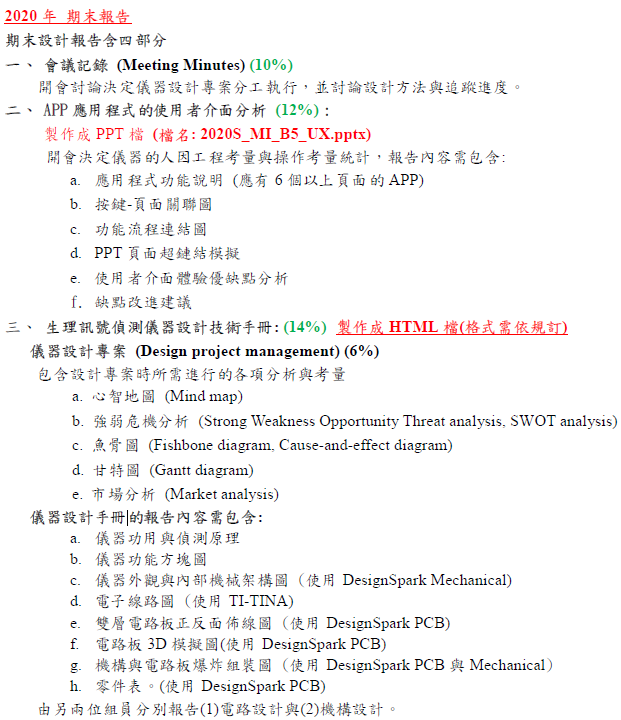 2020 年 期末報告
期末設計報告含四部分
一、 會議記錄 (Meeting Minutes) (10%)
開會討論決定儀器設計專案分工執行，並討論設計方法與追蹤進度。
二、 APP 應用程式的使用者介面分析 (12%)：
製作成 PPT 檔 (檔名: 2020S_MI_B5_UX.pptx)
開會決定儀器的人因工程考量與操作考量統計，報告內容需包含:
a. 應用程式功能說明 (應有 6 個以上頁面的 APP)
b. 按鍵-頁面關聯圖
c. 功能流程連結圖
d. PPT 頁面超鏈結模擬
e. 使用者介面體驗優缺點分析
f. 缺點改進建議
三、 生理訊號偵測儀器設計技術手冊: (14%) 製作成 HTML 檔(格式需依規訂)
儀器設計專案 (Design project management) (6%)
包含設計專案時所需進行的各項分析與考量
a. 心智地圖 (Mind map)
b. 強弱危機分析 (Strong Weakness Opportunity Threat analysis, SWOT analysis)
c. 魚骨圖 (Fishbone diagram, Cause-and-effect diagram)
d. 甘特圖 (Gantt diagram)
e. 市場分析 (Market analysis)
儀器設計手冊的報告內容需包含:
a. 儀器功用與偵測原理
b. 儀器功能方塊圖
c. 儀器外觀與內部機械架構圖（使用 DesignSpark Mechanical)
d. 電子線路圖（使用 TI-TINA)
e. 雙層電路板正反面佈線圖（使用 DesignSpark PCB)
f. 電路板 3D 模擬圖(使用 DesignSpark PCB)
g. 機構與電路板爆炸組裝圖（使用 DesignSpark PCB 與 Mechanical）
h. 零件表。(使用 DesignSpark PCB)
由另兩位組員分別報告(1)電路設計與(2)機構設計。